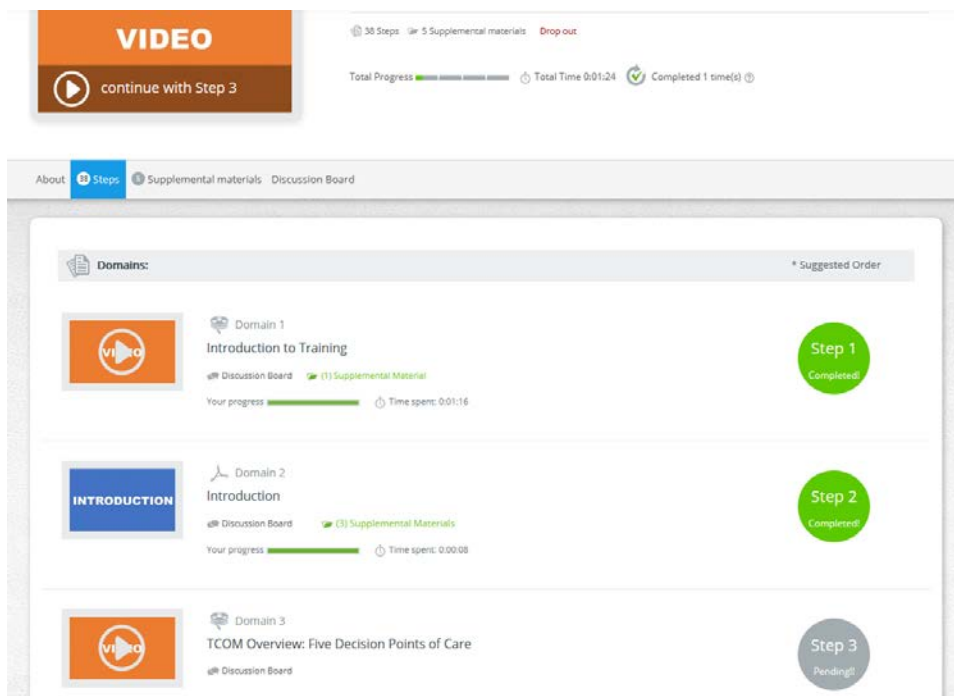 VIDEO
continue with Step 3
38 Steps 5 Supplemental materials Drop out
Total Progress Total Time 0:01:24 Completed 1 time(s)
About 38 Steps 5 Supplemental materials Discussion Board
Domains: * Suggested Order
VIDEO
Domain 1
Introduction to Training
Discussion Board (1) Supplemental Material
Your progress Time spent: 0:01:16
Step 1
Completed!
INTRODUCTION
Domain 2
Introduction
Discussion Board (3) Supplemental Materials
Your progress Time spent: 0:00:08
Step 2
Completed!
VIDEO
Domain 3
TCOM Overview: Five Decision Points of Care
Discussion Board
Step 3
Pending!!